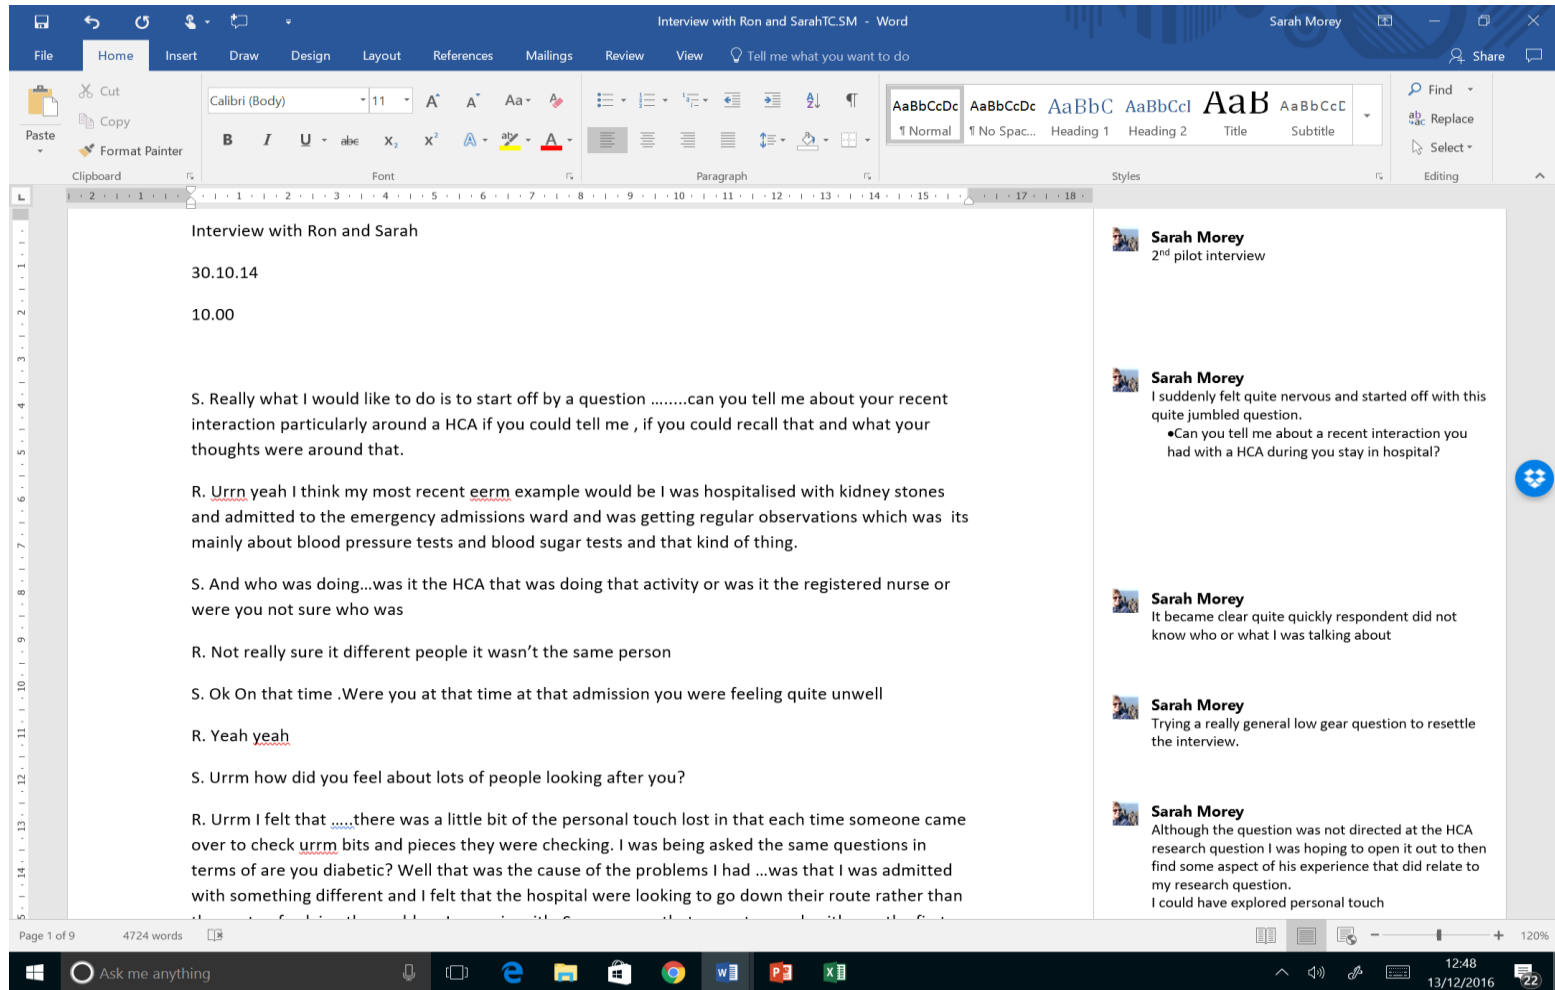 Interview with Ron and SarahTC.SM - Word
Sarah Morey
File Home Insert Draw Design Layout References Mailings Review View Tell me what you want to do Share
Paste
Cut
Copy
Format Painter
Clipboard
Calibri (Body) 11
Font
Paragraph
AaBbCcDc AaBbCcDc AaBbC AaBbCcI AaB AaBbCcD
¶ Normal ¶ No Spac... Heading 1 Heading 2 Title Subtitle
Styles
Find
Replace
Select
Editing
2 1 1 2 3 4 5 6 7 8 9 10 11 12 13 14 15 17 18
Interview with Ron and Sarah
30.10.14
10.00
S. Really what I would like to do is to start off by a question ........can you tell me about your recent
interaction particularly around a HCA if you could tell me , if you could recall that and what your
thoughts were around that.
R. Urrn yeah I think my most recent eerm example would be I was hospitalised with kidney stones
and admitted to the emergency admissions ward and was getting regular observations which was  its
mainly about blood pressure tests and blood sugar tests and that kind of thing.
S. And who was doing...was it the HCA that was doing that activity or was it the registered nurse or
were you not sure who was
R. Not really sure it different people it wasn't the same person
S. Ok On that time .Were you at that time at that admission you were feeling quite unwell
R. Yeah yeah
S. Urrm how did you feel about lots of people looking after you?
R. Urrm I felt that .....there was a little bit of the personal touch lost in that each time someone came
over to check urrm bits and pieces they were checking. I was being asked the same questions in
terms of are you diabetic? Well that was the cause of the problems I had ...was that I was admitted
with something different and I felt that the hospital were looking to go down their route rather than
Sarah Morey
2nd pilot interview
Sarah Morey
I suddenly felt quite nervous and started off with this
quite jumbled question.
•Can you tell me about a recent interaction you
had with a HCA during you stay in hospital?
Sarah Morey
It became clear quite quickly respondent did not
know who or what I was talking about
Sarah Morey
Trying a really general low gear question to resettle
the interview.
Sarah Morey
Although the question was not directed at the HCA
research question I was hoping to open it out to then
find some aspect of his experience that did relate to
my research question.
I could have explored personal touch
Page 1 of 9 4724 words 120%
Ask me anything
12:48
13/12/2016
22